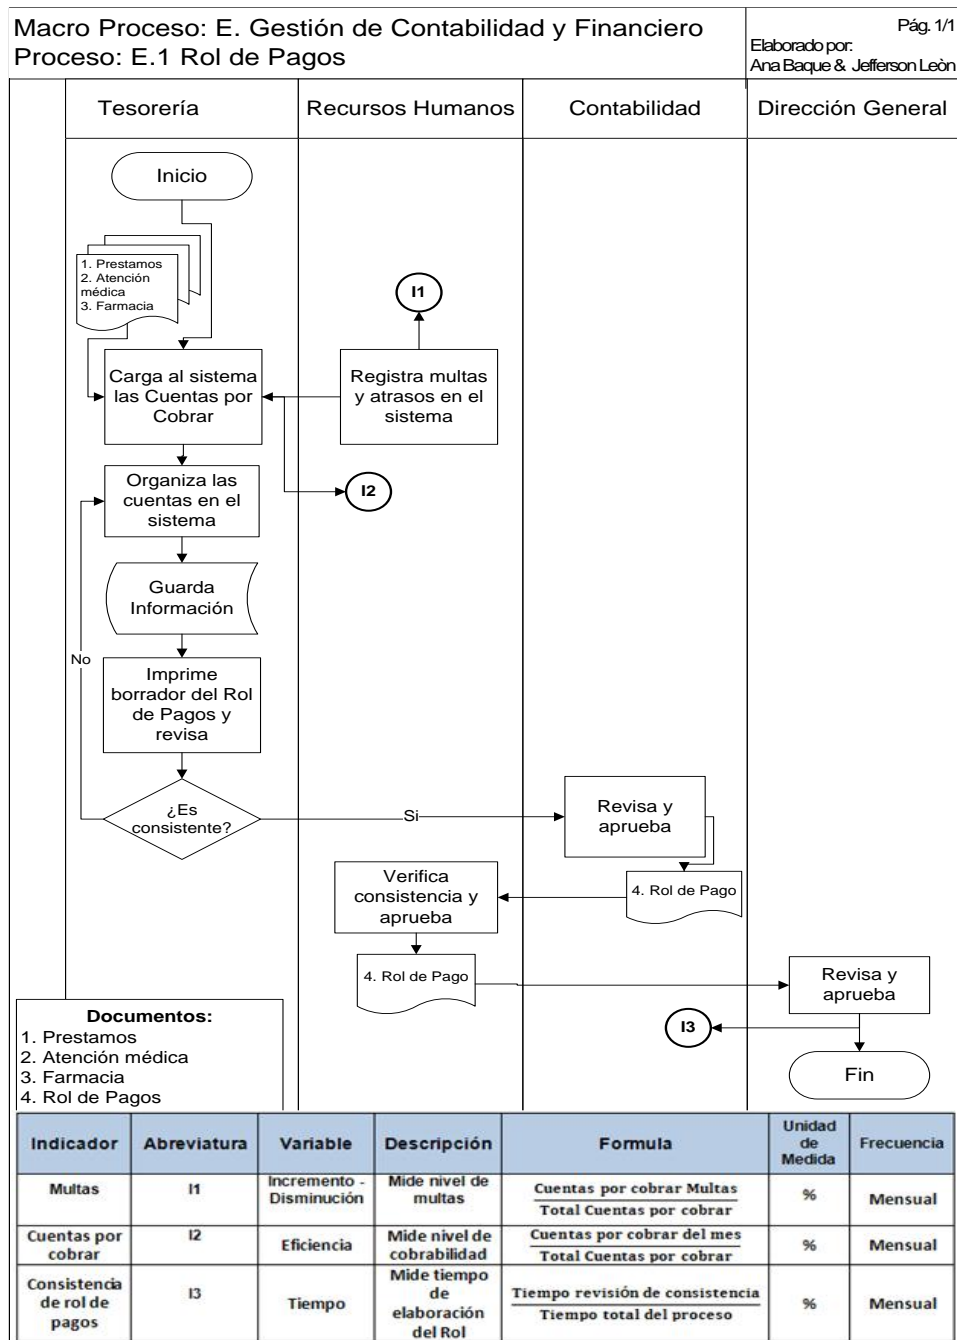 Macro Proceso: E. Gestión de Contabilidad y Financiero
Proceso: E.1 Rol de Pagos
Pág. 1/1
Elaborado por:
Ana Baque & Jefferson Leòn
Tesorería
Recursos Humanos
Contabilidad
Dirección General
Inicio
1. Prestamos
2. Atención
médica
3. Farmacia
I1
Carga al sistema
las Cuentas por
Cobrar
Registra multas
y atrasos en el
sistema
Organiza las
cuentas en el
sistema
I2
Guarda
Información
No
Imprime
borrador del Rol
de Pagos y
revisa
¿Es
consistente?
Si
Revisa y
aprueba
Verifica
consistencia y
aprueba
4. Rol de Pago
4. Rol de Pago
Revisa y
aprueba
I3
Fin
Documentos:
1. Prestamos
2. Atención médica
3. Farmacia
4. Rol de Pagos
Indicador
Abreviatura
Variable
Descripción
Formula
Unidad
de
Medida
Frecuencia
Multas
I1
Incremento -
Disminución
Mide nivel de
multas
Cuentas por cobrar Multas
Total Cuentas por cobrar
%
Mensual
Cuentas por
cobrar
I2
Eficiencia
Mide nivel de
cobrabilidad
Cuentas por cobrar del mes
Total Cuentas por cobrar
%
Mensual
Consistencia
de rol de
pagos
I3
Tiempo
Mide tiempo
de
elaboración
del Rol
Tiempo revisión de consistencia
Tiempo total del proceso
%
Mensual